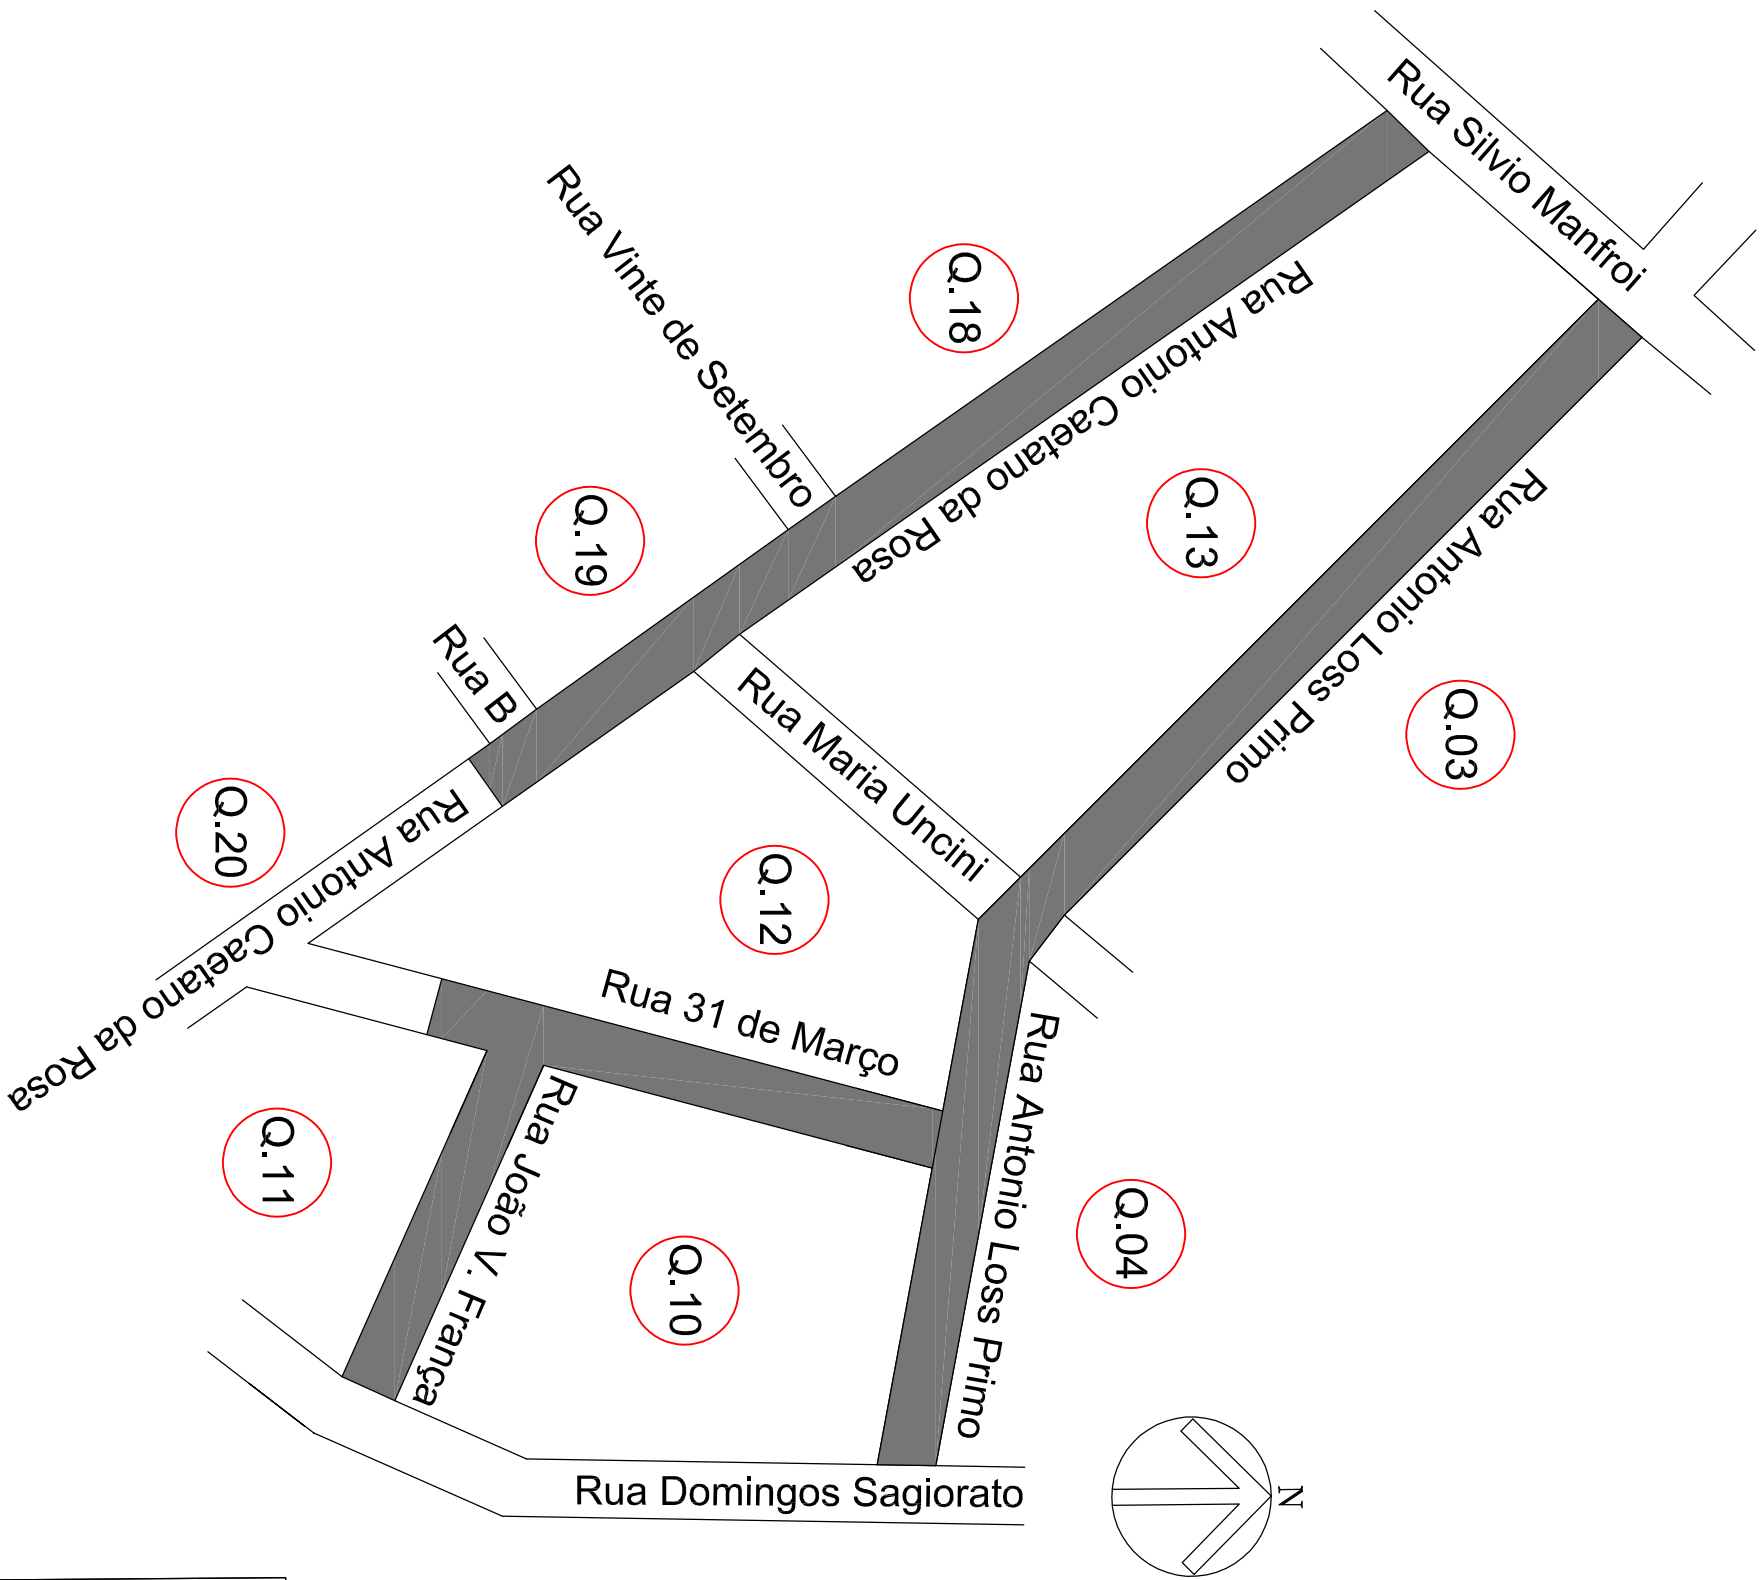 Rua Silvio Manfroi
Rua Vinte de Setembro
Q.18
Rua Antonio Caetano da Rosa
Q.13
Rua Antonio Loss Primo
Q.19
Rua B
Q.03
Rua Maria Uncini
Q.20
Rua Antonio Caetano da Rosa
Q.12
Rua 31 de Março
Rua Antonio Loss Primo
Q.11
Rua João V. França
Q.10
Q.04
Rua Domingos Sagiorato
N